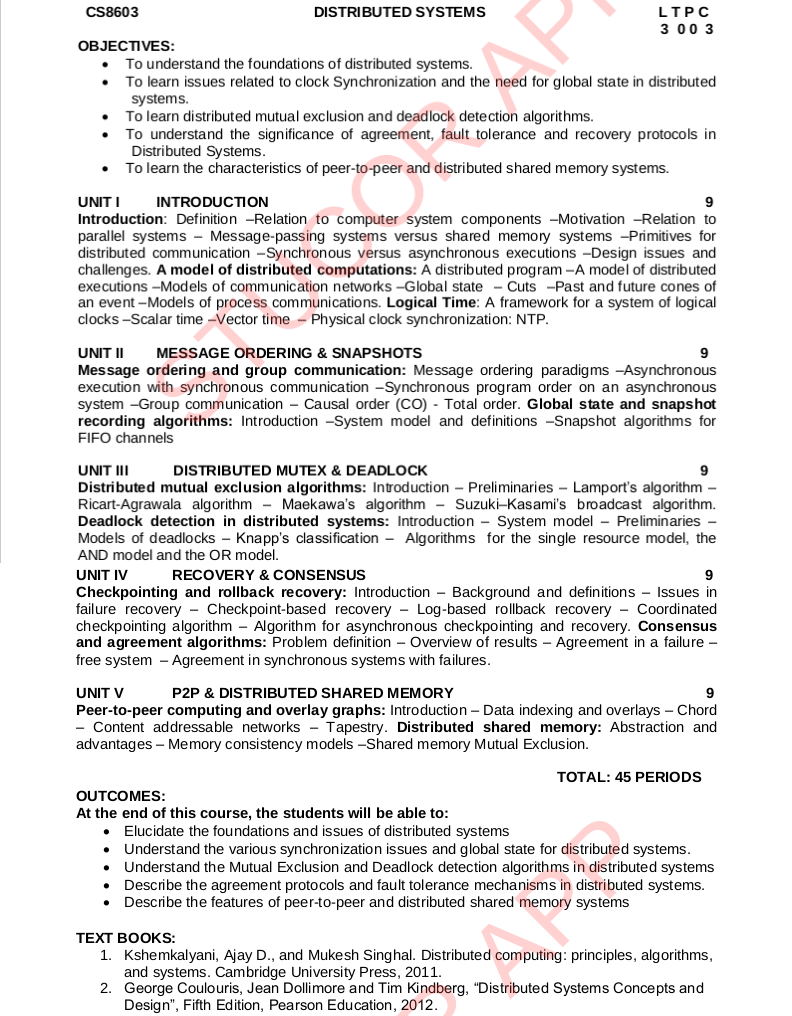 CS8603 DISTRIBUTED SYSTEMS L T P C
3 0 0 3
OBJECTIVES:
• To understand the foundations of distributed systems.
• To learn issues related to clock Synchronization and the need for global state in distributed
systems.
• To learn distributed mutual exclusion and deadlock detection algorithms.
• To understand the significance of agreement, fault tolerance and recovery protocols in
Distributed Systems.
• To learn the characteristics of peer-to-peer and distributed shared memory systems.
UNIT I INTRODUCTION 9
Introduction: Definition –Relation to computer system components –Motivation –Relation to
parallel systems – Message-passing systems versus shared memory systems –Primitives for
distributed communication –Synchronous versus asynchronous executions –Design issues and
challenges. A model of distributed computations: A distributed program –A model of distributed
executions –Models of communication networks –Global state – Cuts –Past and future cones of
an event –Models of process communications. Logical Time: A framework for a system of logical
clocks –Scalar time –Vector time – Physical clock synchronization: NTP.
UNIT II MESSAGE ORDERING & SNAPSHOTS 9
Message ordering and group communication: Message ordering paradigms –Asynchronous
execution with synchronous communication –Synchronous program order on an asynchronous
system –Group communication – Causal order (CO) - Total order. Global state and snapshot
recording algorithms: Introduction –System model and definitions –Snapshot algorithms for
FIFO channels
UNIT III DISTRIBUTED MUTEX & DEADLOCK 9
Distributed mutual exclusion algorithms: Introduction – Preliminaries – Lamport's algorithm –
Ricart-Agrawala algorithm – Maekawa's algorithm – Suzuki–Kasami's broadcast algorithm.
Deadlock detection in distributed systems: Introduction – System model – Preliminaries –
Models of deadlocks – Knapp's classification – Algorithms for the single resource model, the
AND model and the OR model.
UNIT IV RECOVERY & CONSENSUS 9
Checkpointing and rollback recovery: Introduction – Background and definitions – Issues in
failure recovery – Checkpoint-based recovery – Log-based rollback recovery – Coordinated
checkpointing algorithm – Algorithm for asynchronous checkpointing and recovery. Consensus
and agreement algorithms: Problem definition – Overview of results – Agreement in a failure –
free system – Agreement in synchronous systems with failures.
UNIT V P2P & DISTRIBUTED SHARED MEMORY 9
Peer-to-peer computing and overlay graphs: Introduction – Data indexing and overlays – Chord
– Content addressable networks – Tapestry. Distributed shared memory: Abstraction and
advantages – Memory consistency models –Shared memory Mutual Exclusion.
TOTAL: 45 PERIODS
OUTCOMES:
At the end of this course, the students will be able to:
• Elucidate the foundations and issues of distributed systems
• Understand the various synchronization issues and global state for distributed systems.
• Understand the Mutual Exclusion and Deadlock detection algorithms in distributed systems
• Describe the agreement protocols and fault tolerance mechanisms in distributed systems.
• Describe the features of peer-to-peer and distributed shared memory systems
TEXT BOOKS:
1. Kshemkalyani, Ajay D., and Mukesh Singhal. Distributed computing: principles, algorithms,
and systems. Cambridge University Press, 2011.
2. George Coulouris, Jean Dollimore and Tim Kindberg, “Distributed Systems Concepts and
Design”, Fifth Edition, Pearson Education, 2012.
STUCOR APP
R APP